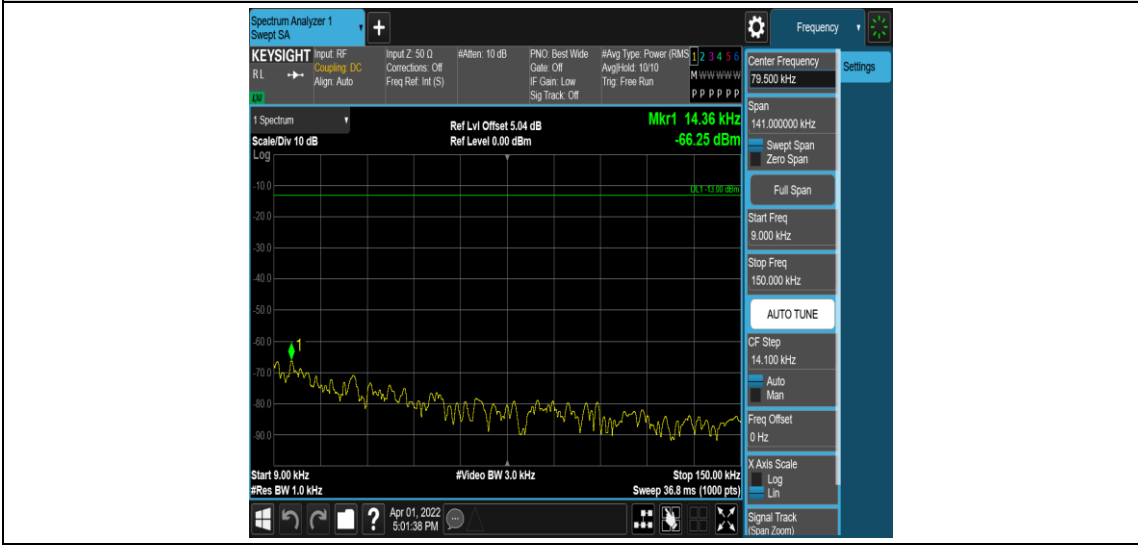 Spectrum Analyzer 1
Swept SA
+
Frequency
KEYSIGHT
RL
LXI
Input: RF
Coupling: DC
Align: Auto
Input Z: 50 Ω
Corrections: Off
Freq Ref: Int (S)
#Atten: 10 dB
PNO: Best Wide
Gate: Off
IF Gain: Low
Sig Track: Off
#Avg Type: Power (RMS
Avg|Hold: 10/10
Trig: Free Run
1 2 3 4 5 6
M W W W W W
P P P P P P
1 Spectrum
Scale/Div 10 dB
Log
Ref Lvl Offset 5.04 dB
Ref Level 0.00 dBm
Mkr1 14.36 kHz
-66.25 dBm
DL1 -13.00 dBm
-10.0
-20.0
-30.0
-40.0
-50.0
-60.0
-70.0
-80.0
-90.0
1
Start 9.00 kHz
#Res BW 1.0 kHz
#Video BW 3.0 kHz
Stop 150.00 kHz
Sweep 36.8 ms (1000 pts)
?
Apr 01, 2022
5:01:38 PM
Center Frequency
79.500 kHz
Span
141.000000 kHz
Swept Span
Zero Span
Full Span
Start Freq
9.000 kHz
Stop Freq
150.000 kHz
AUTO TUNE
CF Step
14.100 kHz
Auto
Man
Freq Offset
0 Hz
X Axis Scale
Log
Lin
Signal Track
(Span Zoom)
Settings